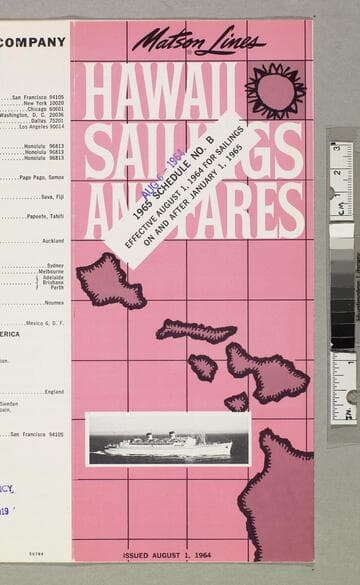 COMPANY
San Francisco 94105
New York 10020
Chicago 60601
Washington, D. C. 20036
Dallas 75201
Los Angeles 90014
Honolulu 96813
Honolulu 96813
Honolulu 96813
Pago Pago, Samoa
Suva, Fiji
Papeete, Tahiti
Auckland
Sydney
Melbourne
Adelaide
Brisbane
Perth
Noumea
Mexico 6, D. F.
ERICA
England
Sweden
San Francisco 94105
Matson Lines
HAWAII
SAILINGS
AND FARES
1965 SCHEDULE NO. B
EFFECTIVE AUGUST 1, 1964 FOR SAILINGS
ON AND AFTER JANUARY 1, 1965
ISSUED AUGUST 1, 1964